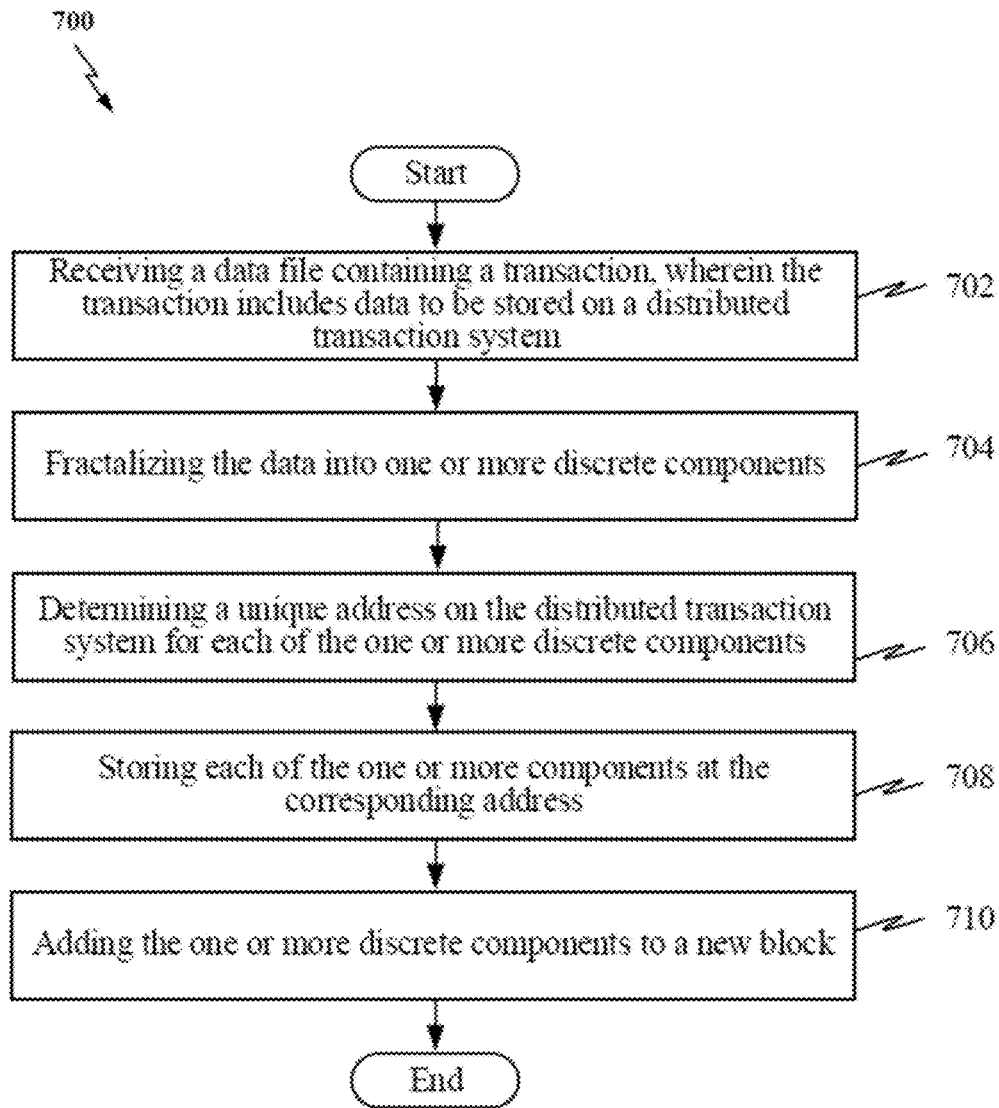 700
Start
Receiving a data file containing a transaction, wherein the
transaction includes data to be stored on a distributed
transaction system
702
Fractalizing the data into one or more discrete components
704
Determining a unique address on the distributed transaction
system for each of the one or more discrete components
706
Storing each of the one or more components at the
corresponding address
708
Adding the one or more discrete components to a new block
710
End